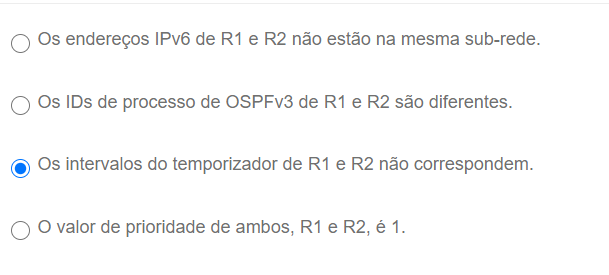 Os endereços IPv6 de R1 e R2 não estão na mesma sub-rede.
Os IDs de processo de OSPFv3 de R1 e R2 são diferentes.
Os intervalos do temporizador de R1 e R2 não correspondem.
O valor de prioridade de ambos, R1 e R2, é 1.